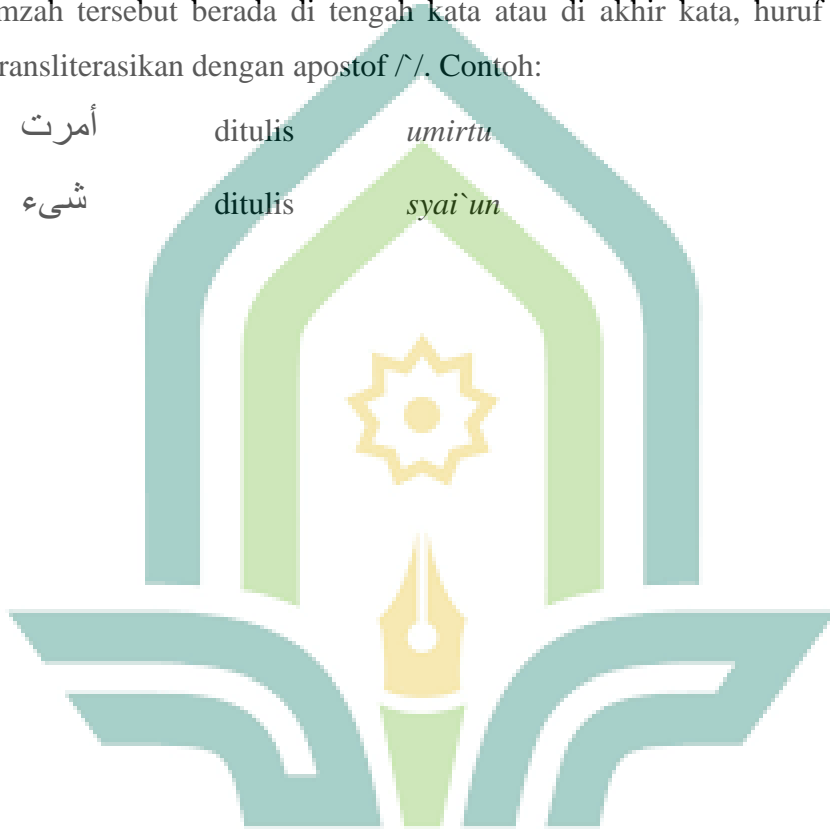 mzah tersebut berada di tengah kata atau di akhir kata, huruf
ransliterasikan dengan apostof /`/. Contoh:
أمرت ditulis umirtu
شىء ditulis syai`un